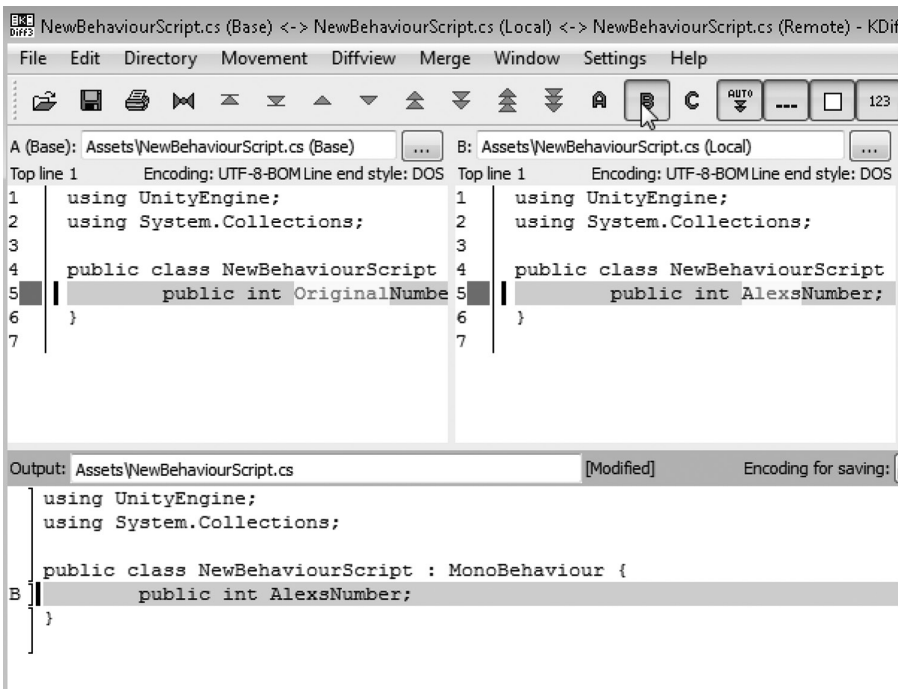 NewBehaviourScript.cs (Base) <-> NewBehaviourScript.cs (Local) <-> NewBehaviourScript.cs (Remote) - KDif
File Edit Directory Movement Diffview Merge Window Settings Help
A B C AUTO 123
A (Base): Assets\NewBehaviourScript.cs (Base) ...
Top line 1 Encoding: UTF-8-BOM Line end style: DOS
1 using UnityEngine;
2 using System.Collections;
3
4 public class NewBehaviourScript
5 public int OriginalNumbe
6 }
7
B: Assets\NewBehaviourScript.cs (Local) ...
Top line 1 Encoding: UTF-8-BOM Line end style: DOS
1 using UnityEngine;
2 using System.Collections;
3
4 public class NewBehaviourScript
5 public int AlexsNumber;
6 }
7
Output: Assets\NewBehaviourScript.cs [Modified] Encoding for saving:
using UnityEngine;
using System.Collections;
public class NewBehaviourScript : MonoBehaviour {
B public int AlexsNumber;
}